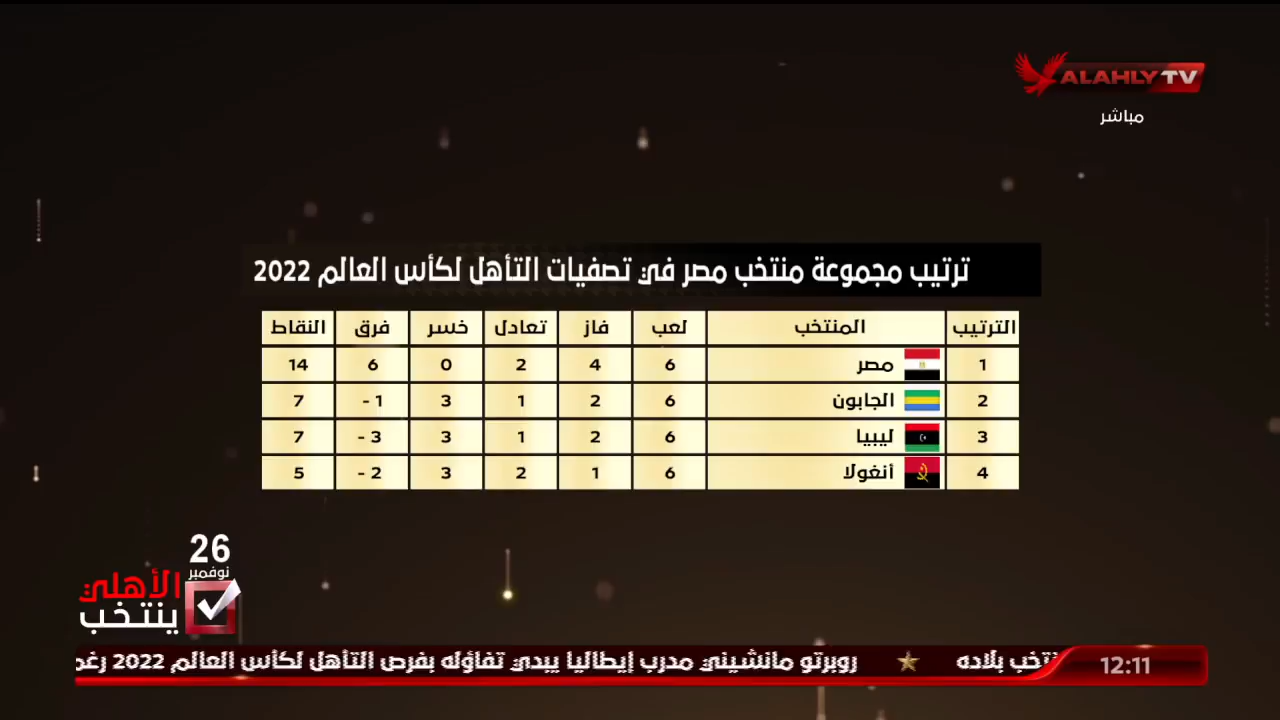 ALAHLY TV
مباشر
ترتيب مجموعة منتخب مصر في تصفيات التأهل لكأس العالم 2022
الترتيب المنتخب لعب فاز تعادل خسر فرق النقاط
1 مصر 6 4 2 0 6 14
2 الجابون 6 2 1 3 1 - 7
3 ليبيا 6 2 1 3 3 - 7
4 أنغولا 6 1 2 3 2 - 5
26
نوفمبر
الأهلي
ينتخب
12:11 بلاده روبرتو مانشيني مدرب إيطاليا يبدي تفاؤله بفرص التأهل لكأس العالم 2022